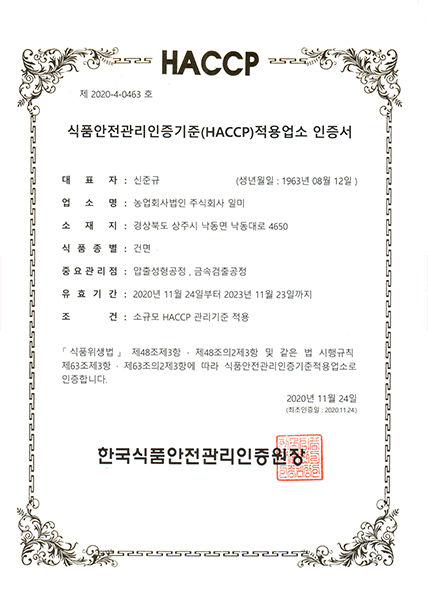 HACCP
제 2020-4-0463 호
식품안전관리인증기준(HACCP)적용업소 인증서
대 표 자 : 신준규 (생년월일 : 1963년 08월 12일 )
업 소 명 : 농업회사법인 주식회사 일미
소 재 지 : 경상북도 상주시 낙동면 낙동대로 4650
식 품 종 별 : 건면
중 요 관 리 점 : 압출성형공정 , 금속검출공정
유 효 기 간 : 2020년 11월 24일부터 2023년 11월 23일까지
조 건 : 소규모 HACCP 관리기준 적용
「식품위생법」 제48조제3항ㆍ제48조의2제3항 및 같은 법 시행규칙
제63조제3항ㆍ제63조의2제3항에 따라 식품안전관리인증기준적용업소로
인증합니다.
2020년 11월 24일
(최초인증일 : 2020.11.24.)
한국식품안전관리인증원장